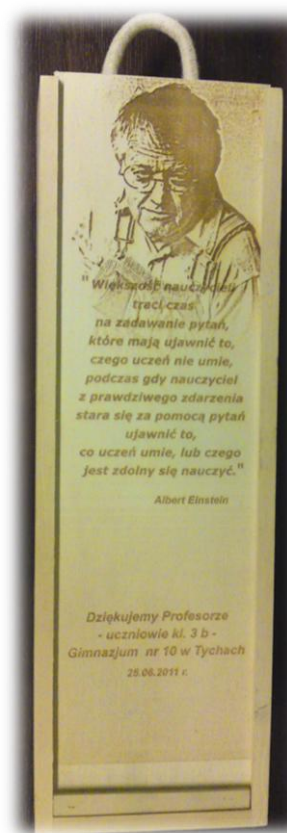 "Większość nauczycieli
traci czas
na zadawanie pytań,
które mają ujawnić to,
czego uczeń nie umie,
podczas gdy nauczyciel
z prawdziwego zdarzenia
stara się za pomocą pytań
ujawnić to,
co uczeń umie, lub czego
jest zdolny się nauczyć."
Albert Einstein
Dziękujemy Profesorze
- uczniowie kl. 3 b -
Gimnazjum nr 10 w Tychach
25.06.2011 r.